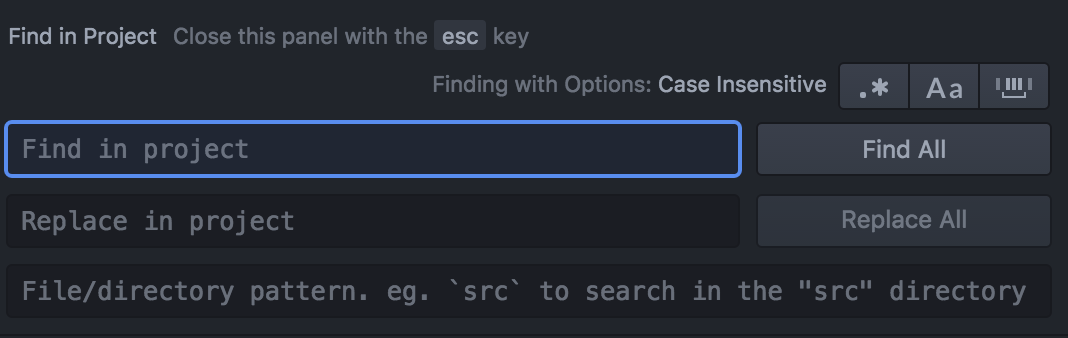 Find in Project Close this panel with the esc key
Finding with Options: Case Insensitive .* Aa
Find in project Find All
Replace in project Replace All
File/directory pattern. eg. `src` to search in the "src" directory